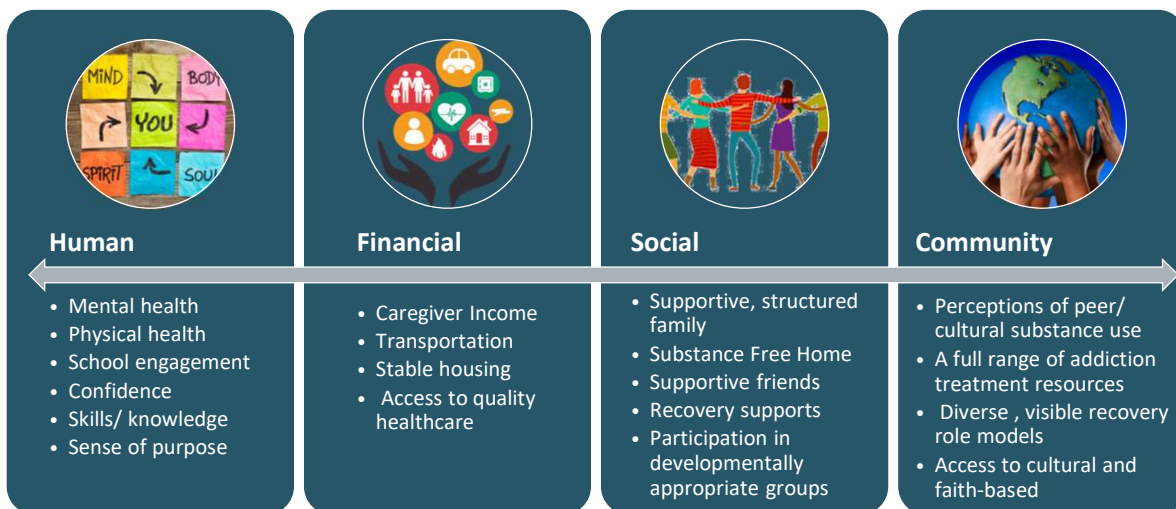 MIND
BODY
YOU
SPIRIT
SOUL
Human
• Mental health
• Physical health
• School engagement
• Confidence
• Skills/ knowledge
• Sense of purpose
Financial
• Caregiver Income
• Transportation
• Stable housing
• Access to quality
healthcare
Social
• Supportive, structured
family
• Substance Free Home
• Supportive friends
• Recovery supports
• Participation in
developmentally
appropriate groups
Community
• Perceptions of peer/
cultural substance use
• A full range of addiction
treatment resources
• Diverse , visible recovery
role models
• Access to cultural and
faith-based